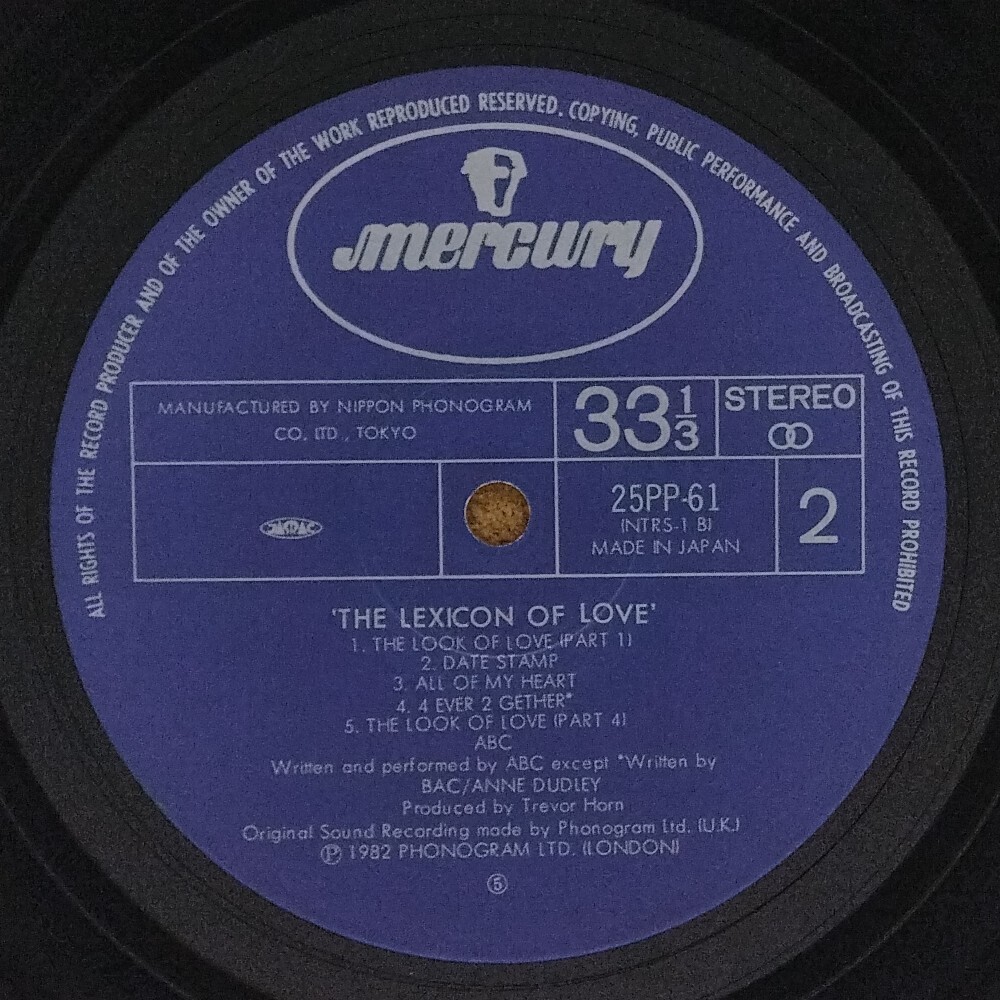 ALL RIGHTS OF THE RECORD PRODUCER AND OF THE OWNER OF THE WORK REPRODUCED RESERVED. COPYING, PUBLIC PERFORMANCE AND BROADCASTING OF THIS RECORD PROHIBITED
mercury
MANUFACTURED BY NIPPON PHONOGRAM
CO. LTD., TOKYO
33 1/3
STEREO
JASRAC
25PP-61
(NTRS-1 B)
MADE IN JAPAN
2
'THE LEXICON OF LOVE'
1. THE LOOK OF LOVE (PART 1)
2. DATE STAMP
3. ALL OF MY HEART
4. 4 EVER 2 GETHER*
5. THE LOOK OF LOVE (PART 4)
ABC
Written and performed by ABC except *Written by
BAC/ANNE DUDLEY
Produced by Trevor Horn
Original Sound Recording made by Phonogram Ltd. (U.K.)
Ⓟ 1982 PHONOGRAM LTD. (LONDON)
⑤